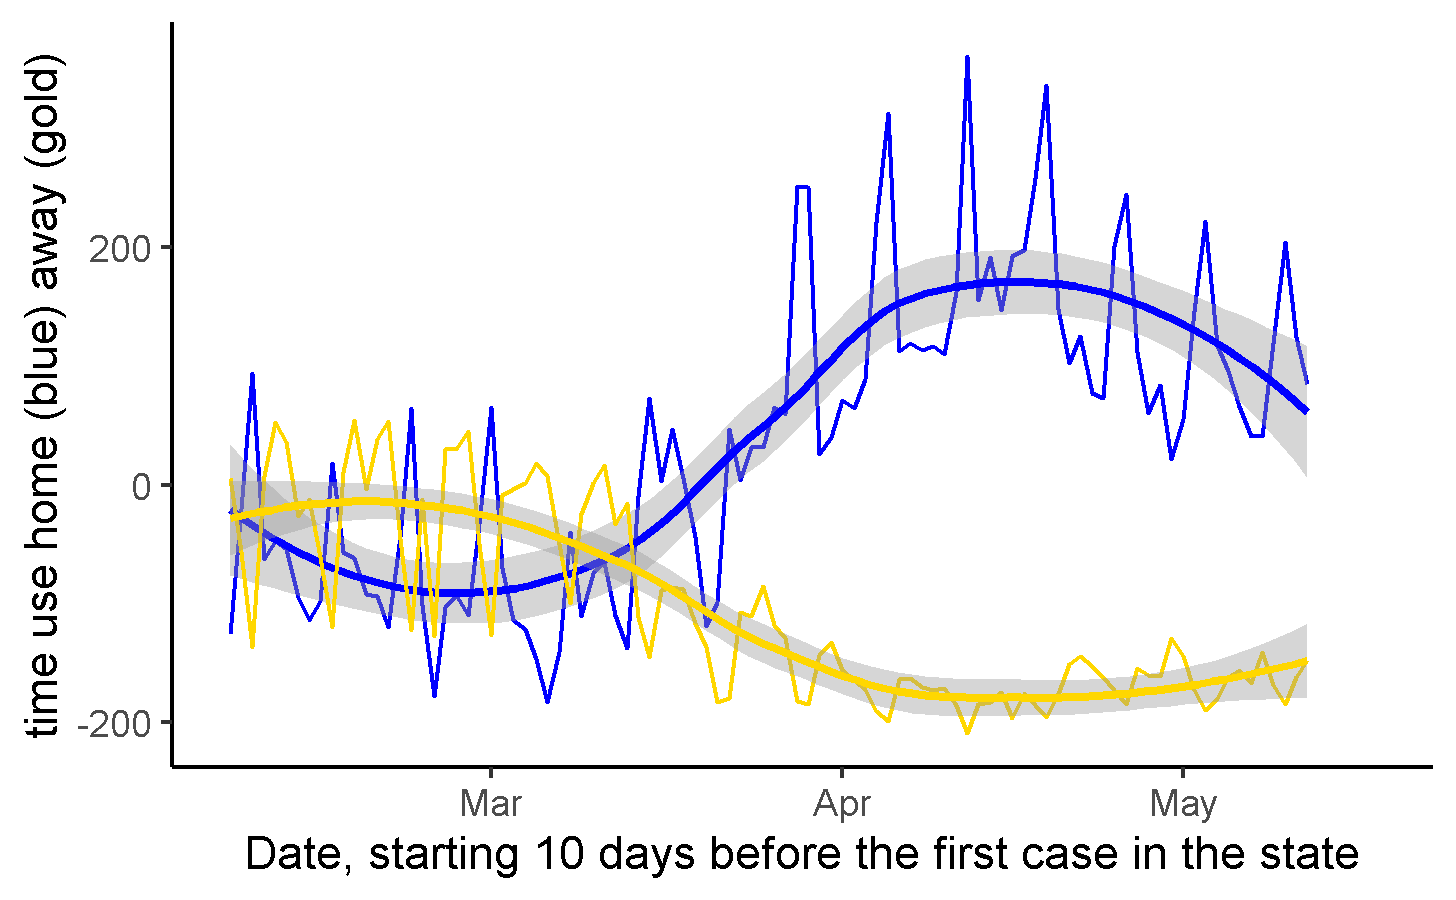 time use home (blue) away (gold)
200
0
-200
Mar Apr May
Date, starting 10 days before the first case in the state